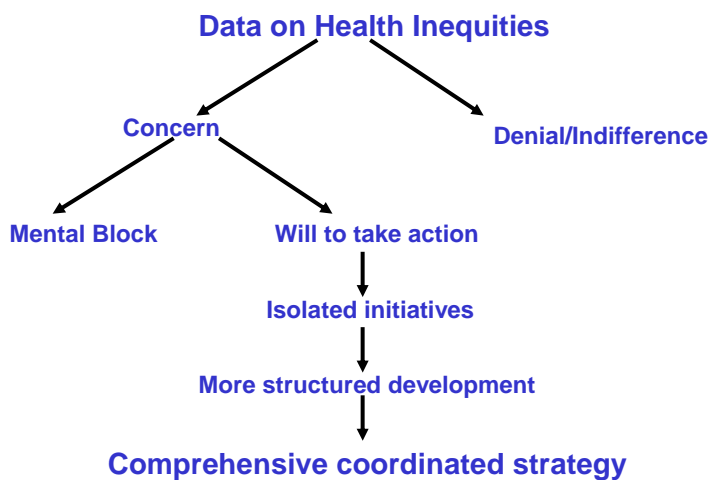 Data on Health Inequities
Concern
Denial/Indifference
Mental Block
Will to take action
Isolated initiatives
More structured development
Comprehensive coordinated strategy